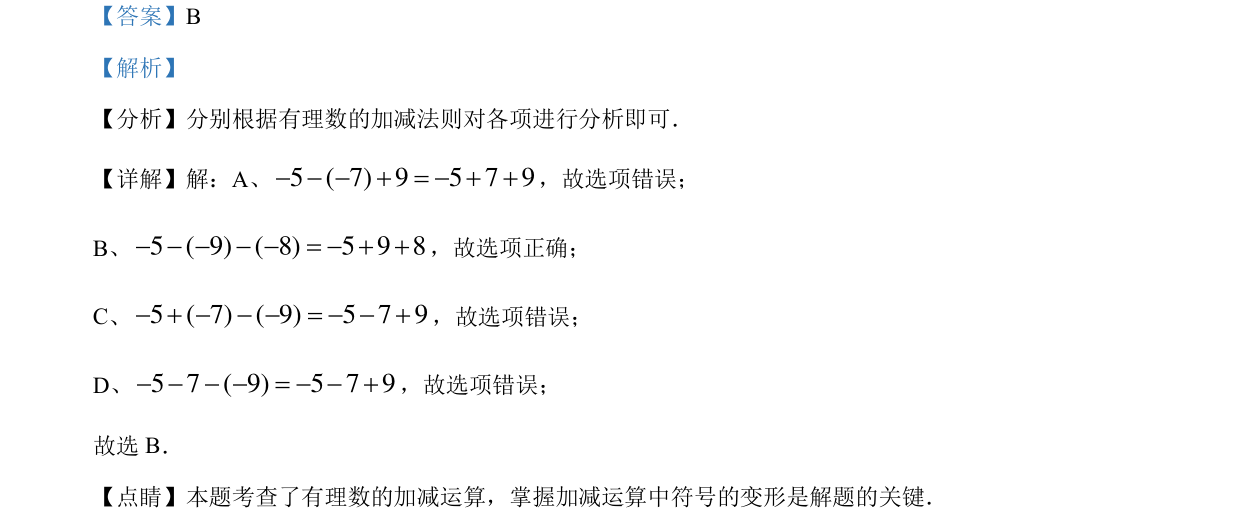 【答案】B
【解析】
【分析】分别根据有理数的加减法则对各项进行分析即可．
【详解】解：A、−5−(−7)+9=−5+7+9，故选项错误；
B、−5−(−9)−(−8)=−5+9+8，故选项正确；
C、−5+(−7)−(−9)=−5−7+9，故选项错误；
D、−5−7−(−9)=−5−7+9，故选项错误；
故选 B．
【点睛】本题考查了有理数的加减运算，掌握加减运算中符号的变形是解题的关键．